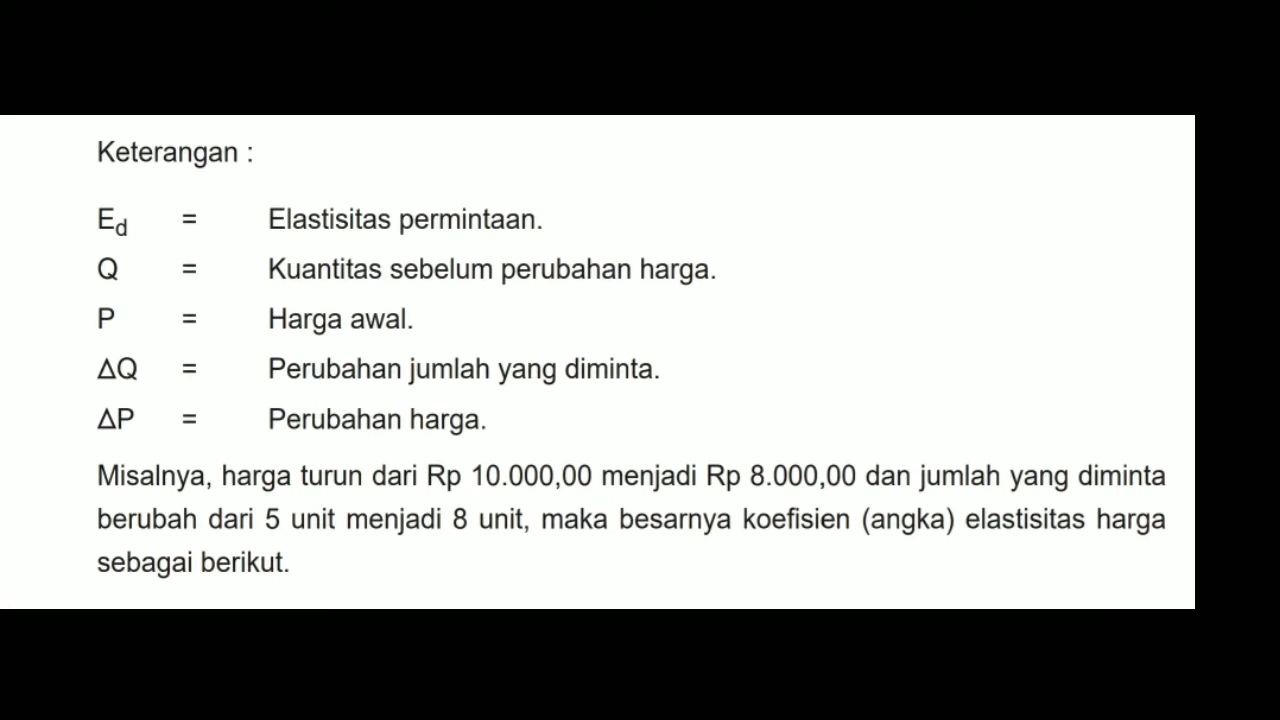 Keterangan :
E_d = Elastisitas permintaan.
Q = Kuantitas sebelum perubahan harga.
P = Harga awal.
ΔQ = Perubahan jumlah yang diminta.
ΔP = Perubahan harga.
Misalnya, harga turun dari Rp 10.000,00 menjadi Rp 8.000,00 dan jumlah yang diminta
berubah dari 5 unit menjadi 8 unit, maka besarnya koefisien (angka) elastisitas harga
sebagai berikut.